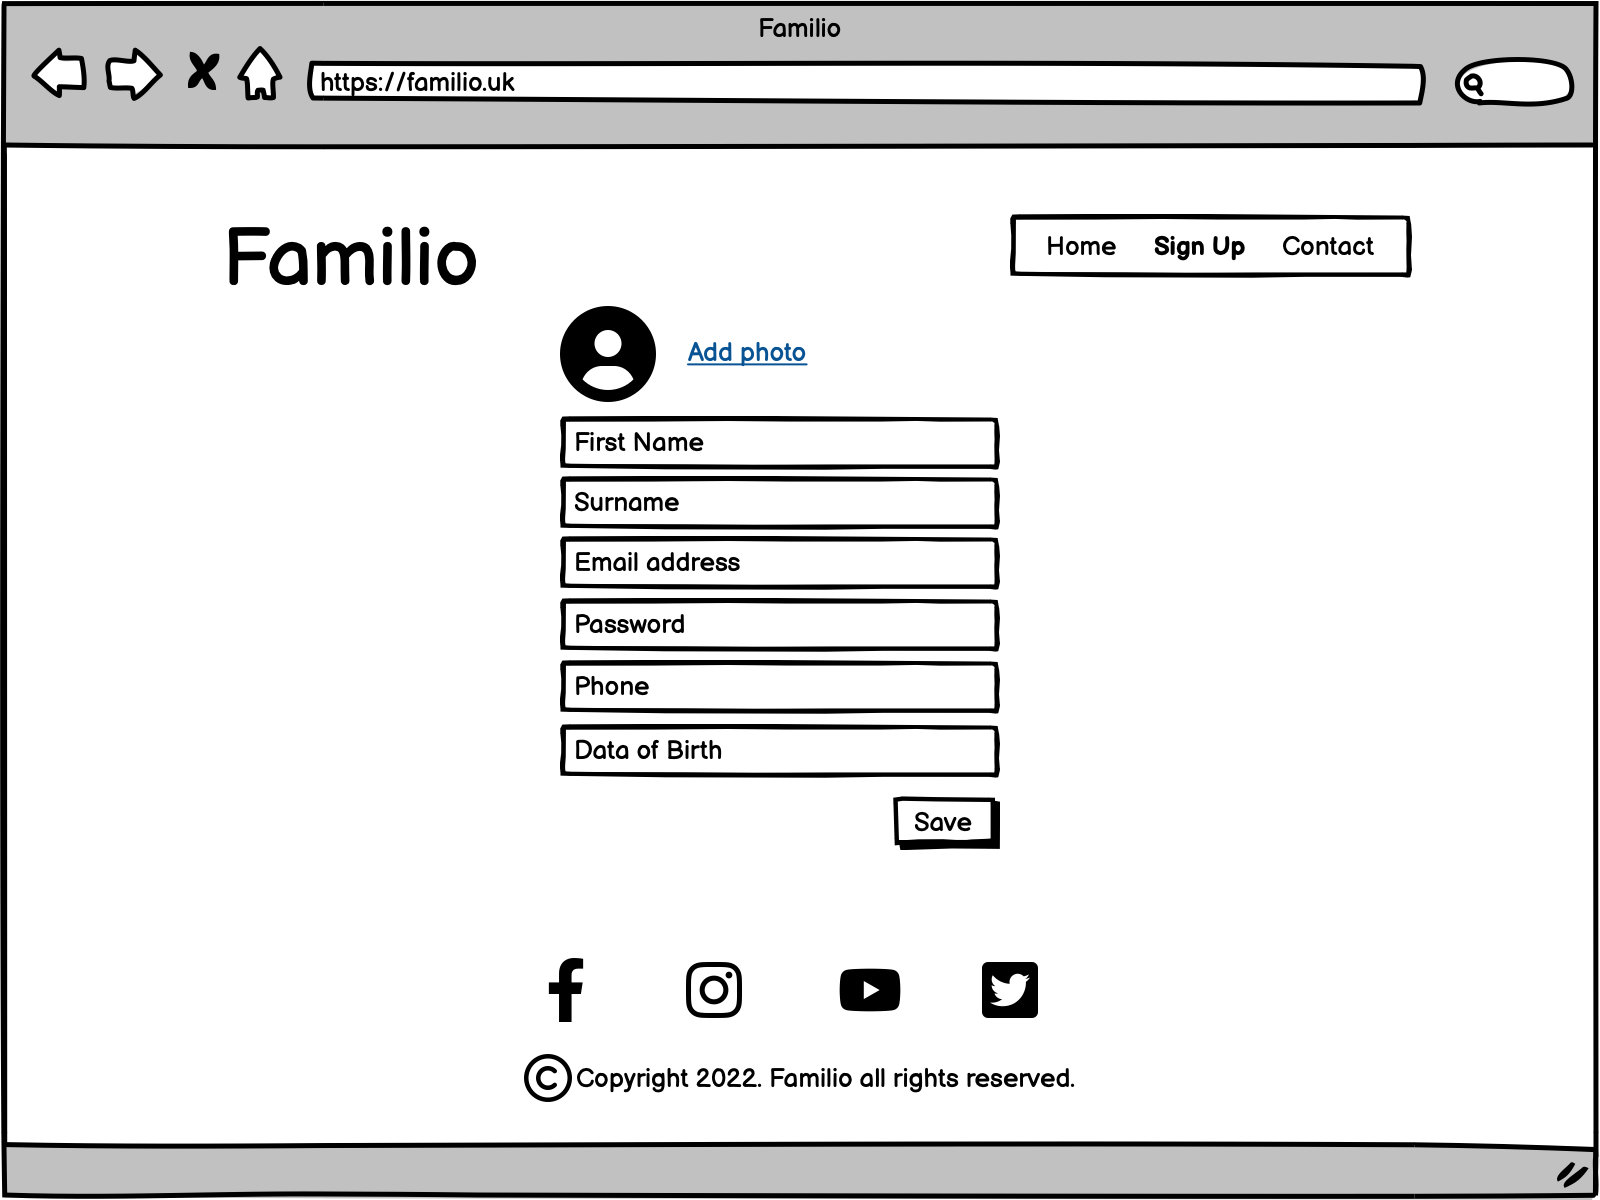 Familio
https://familio.uk
Familio
Home Sign Up Contact
Add photo
First Name
Surname
Email address
Password
Phone
Data of Birth
Save
© Copyright 2022. Familio all rights reserved.